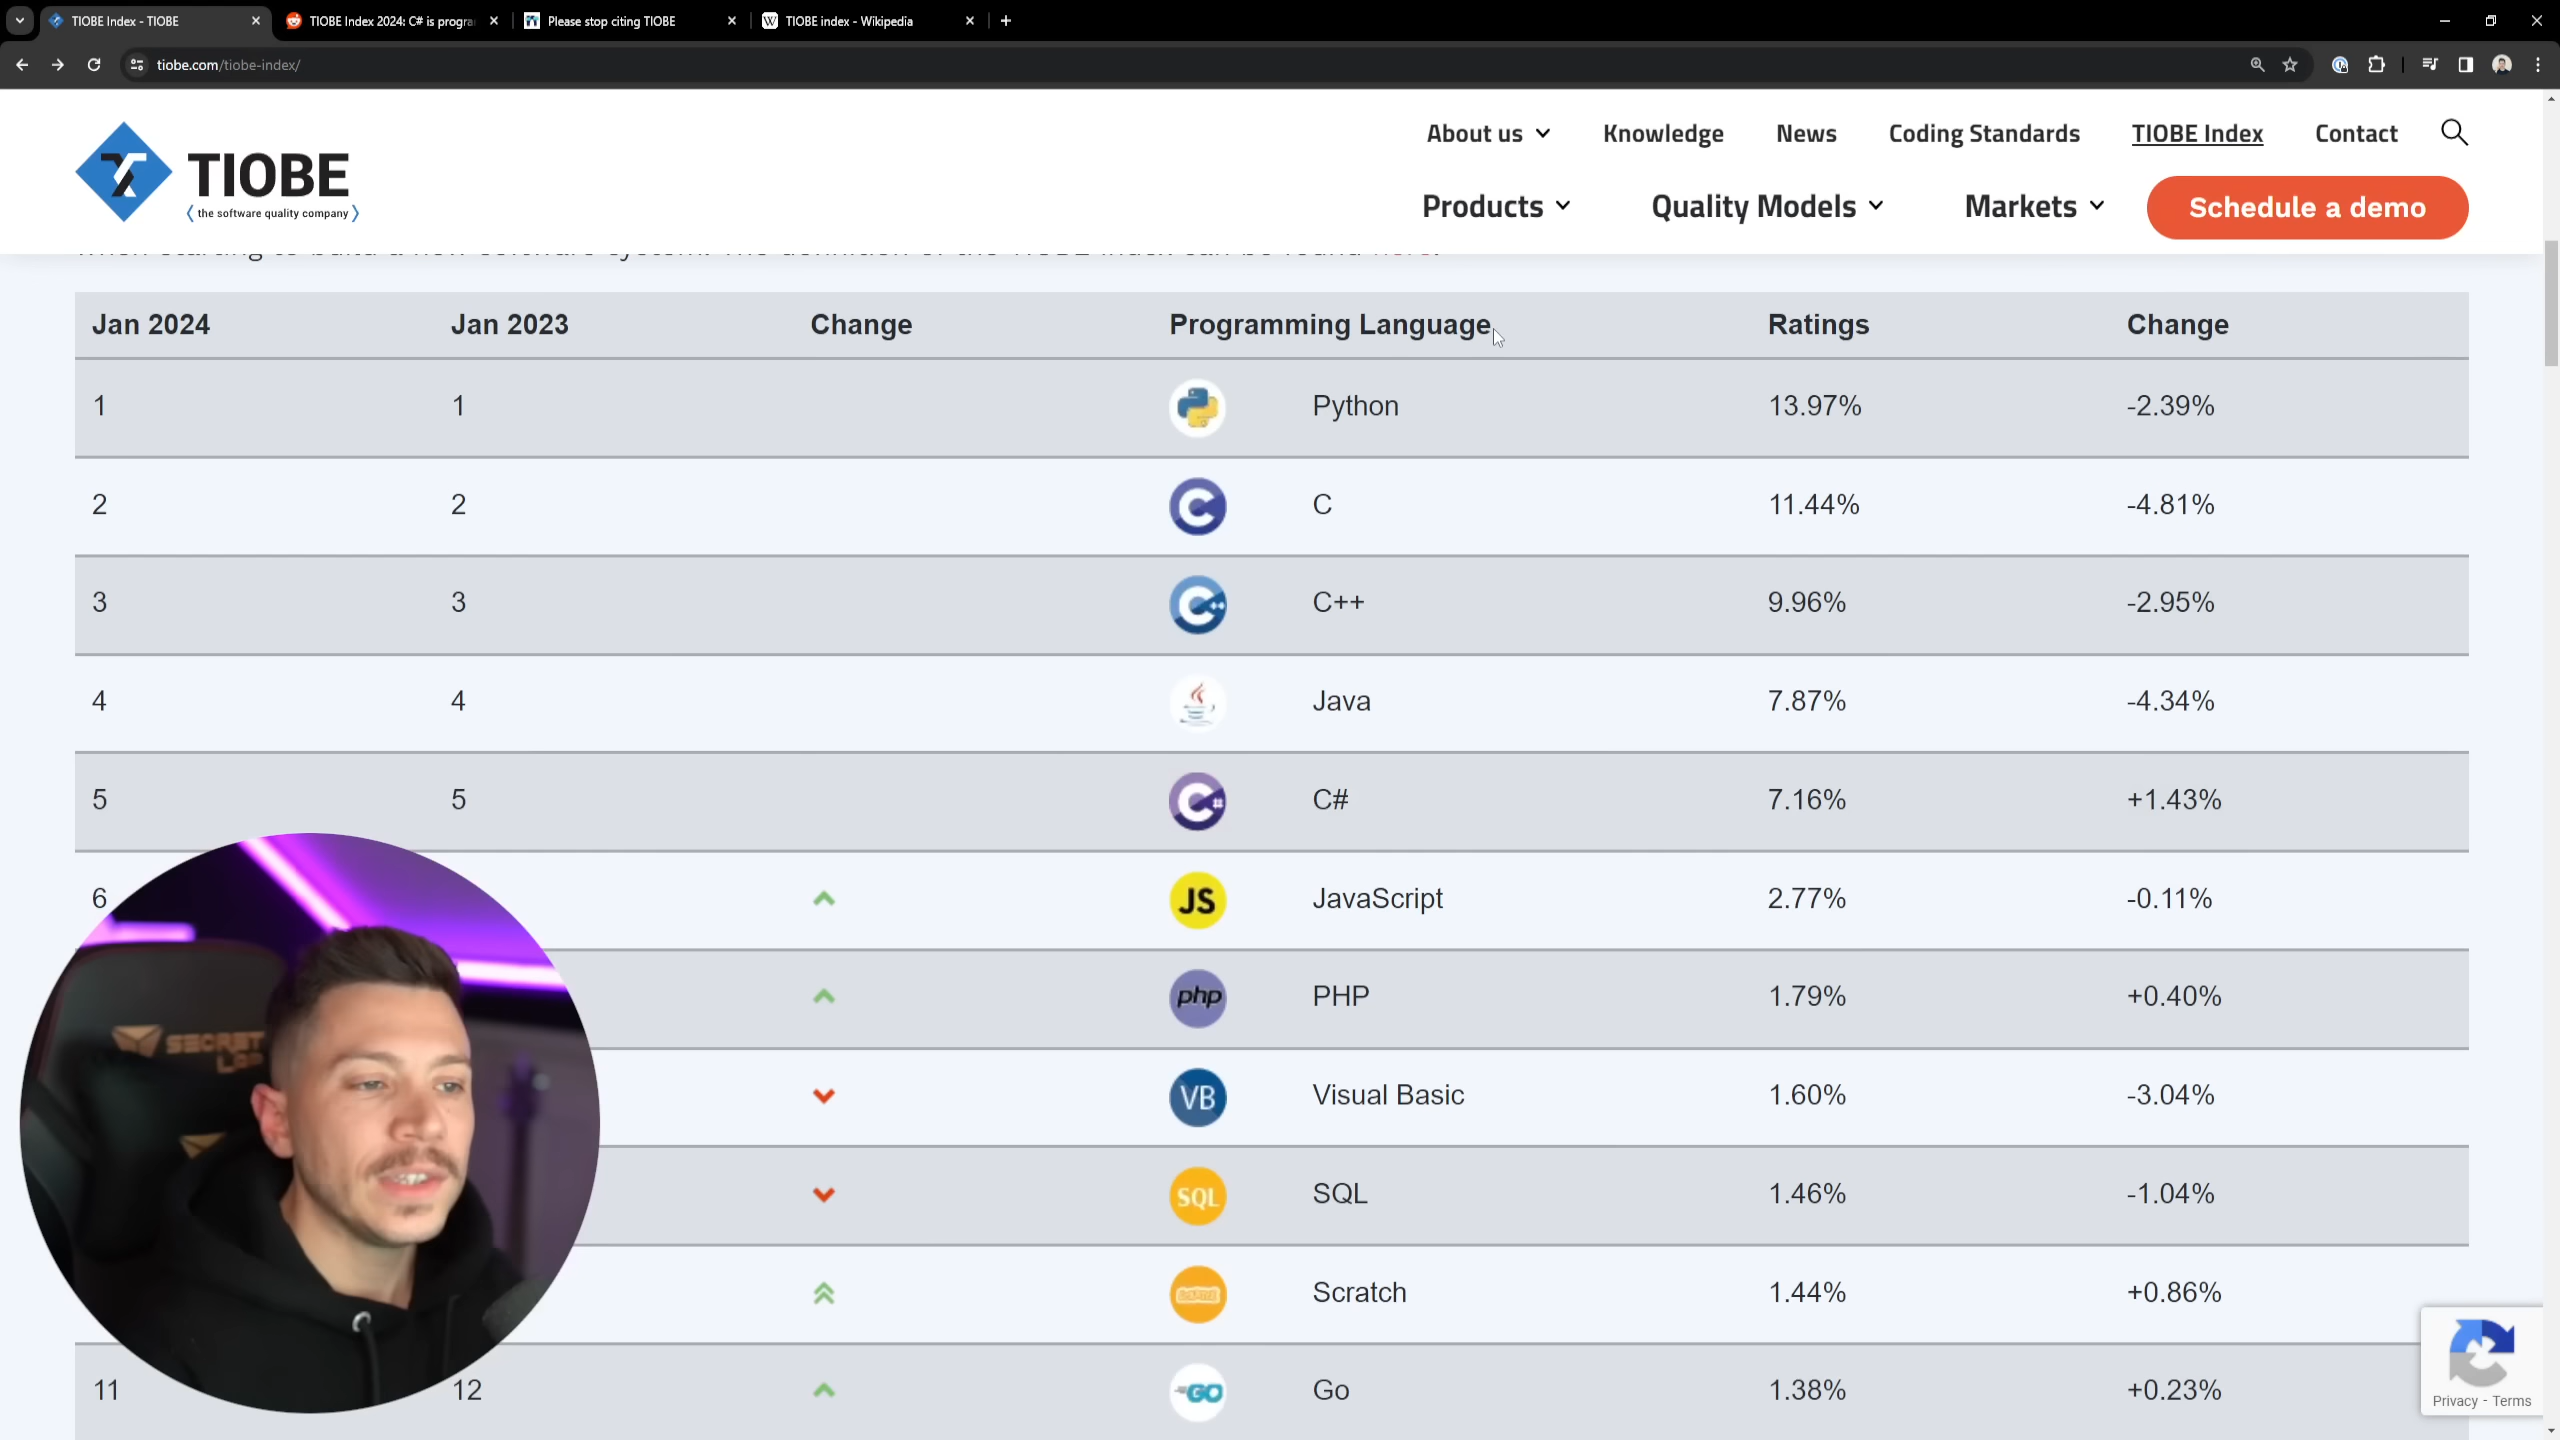 TIOBE Index - TIOBE
TIOBE Index 2024: C# is progra
Please stop citing TIOBE
TIOBE index - Wikipedia
tiobe.com/tiobe-index/
TIOBE
the software quality company
About us
Knowledge
News
Coding Standards
TIOBE Index
Contact
Products
Quality Models
Markets
Schedule a demo
Jan 2024 Jan 2023 Change Programming Language Ratings Change
1 1 Python 13.97% -2.39%
2 2 C 11.44% -4.81%
3 3 C++ 9.96% -2.95%
4 4 Java 7.87% -4.34%
5 5 C# 7.16% +1.43%
6 JS JavaScript 2.77% -0.11%
php PHP 1.79% +0.40%
VB Visual Basic 1.60% -3.04%
SQL SQL 1.46% -1.04%
Scratch 1.44% +0.86%
11 12 GO Go 1.38% +0.23%
SECRET
LAB
Privacy - Terms